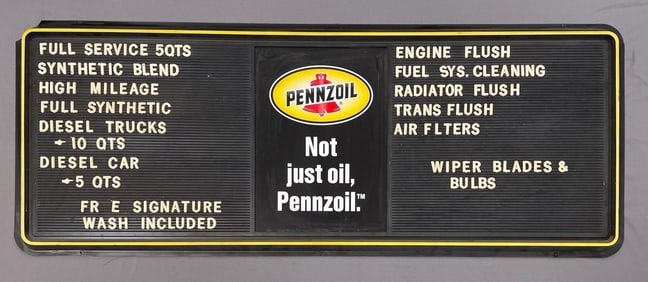 FULL SERVICE 5QTS
SYNTHETIC BLEND
HIGH MILEAGE
FULL SYNTHETIC
DIESEL TRUCKS
10 QTS
DIESEL CAR
5 QTS
FR E SIGNATURE
WASH INCLUDED
PENNZOIL
Not
just oil,
Pennzoil.™
ENGINE FLUSH
FUEL SYS. CLEANING
RADIATOR FLUSH
TRANS FLUSH
AIR F LTERS
WIPER BLADES &
BULBS